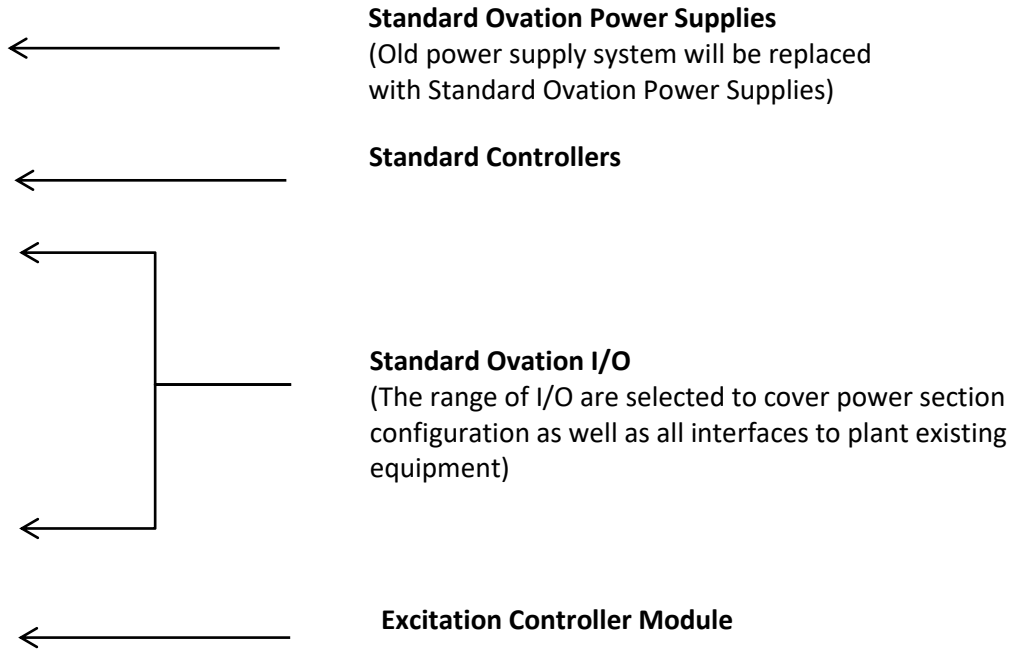 Standard Ovation Power Supplies
(Old power supply system will be replaced
with Standard Ovation Power Supplies)
Standard Controllers
Standard Ovation I/O
(The range of I/O are selected to cover power section
configuration as well as all interfaces to plant existing
equipment)
Excitation Controller Module